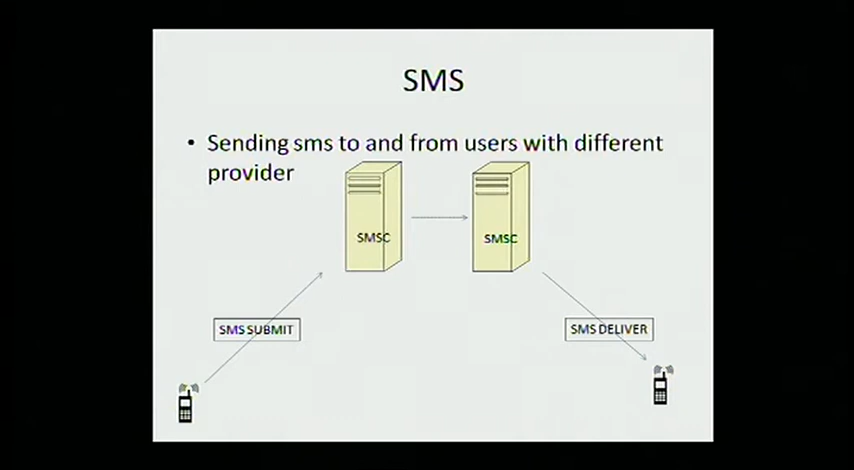 SMS
• Sending sms to and from users with different
provider
SMSC
SMSC
SMS SUBMIT
SMS DELIVER